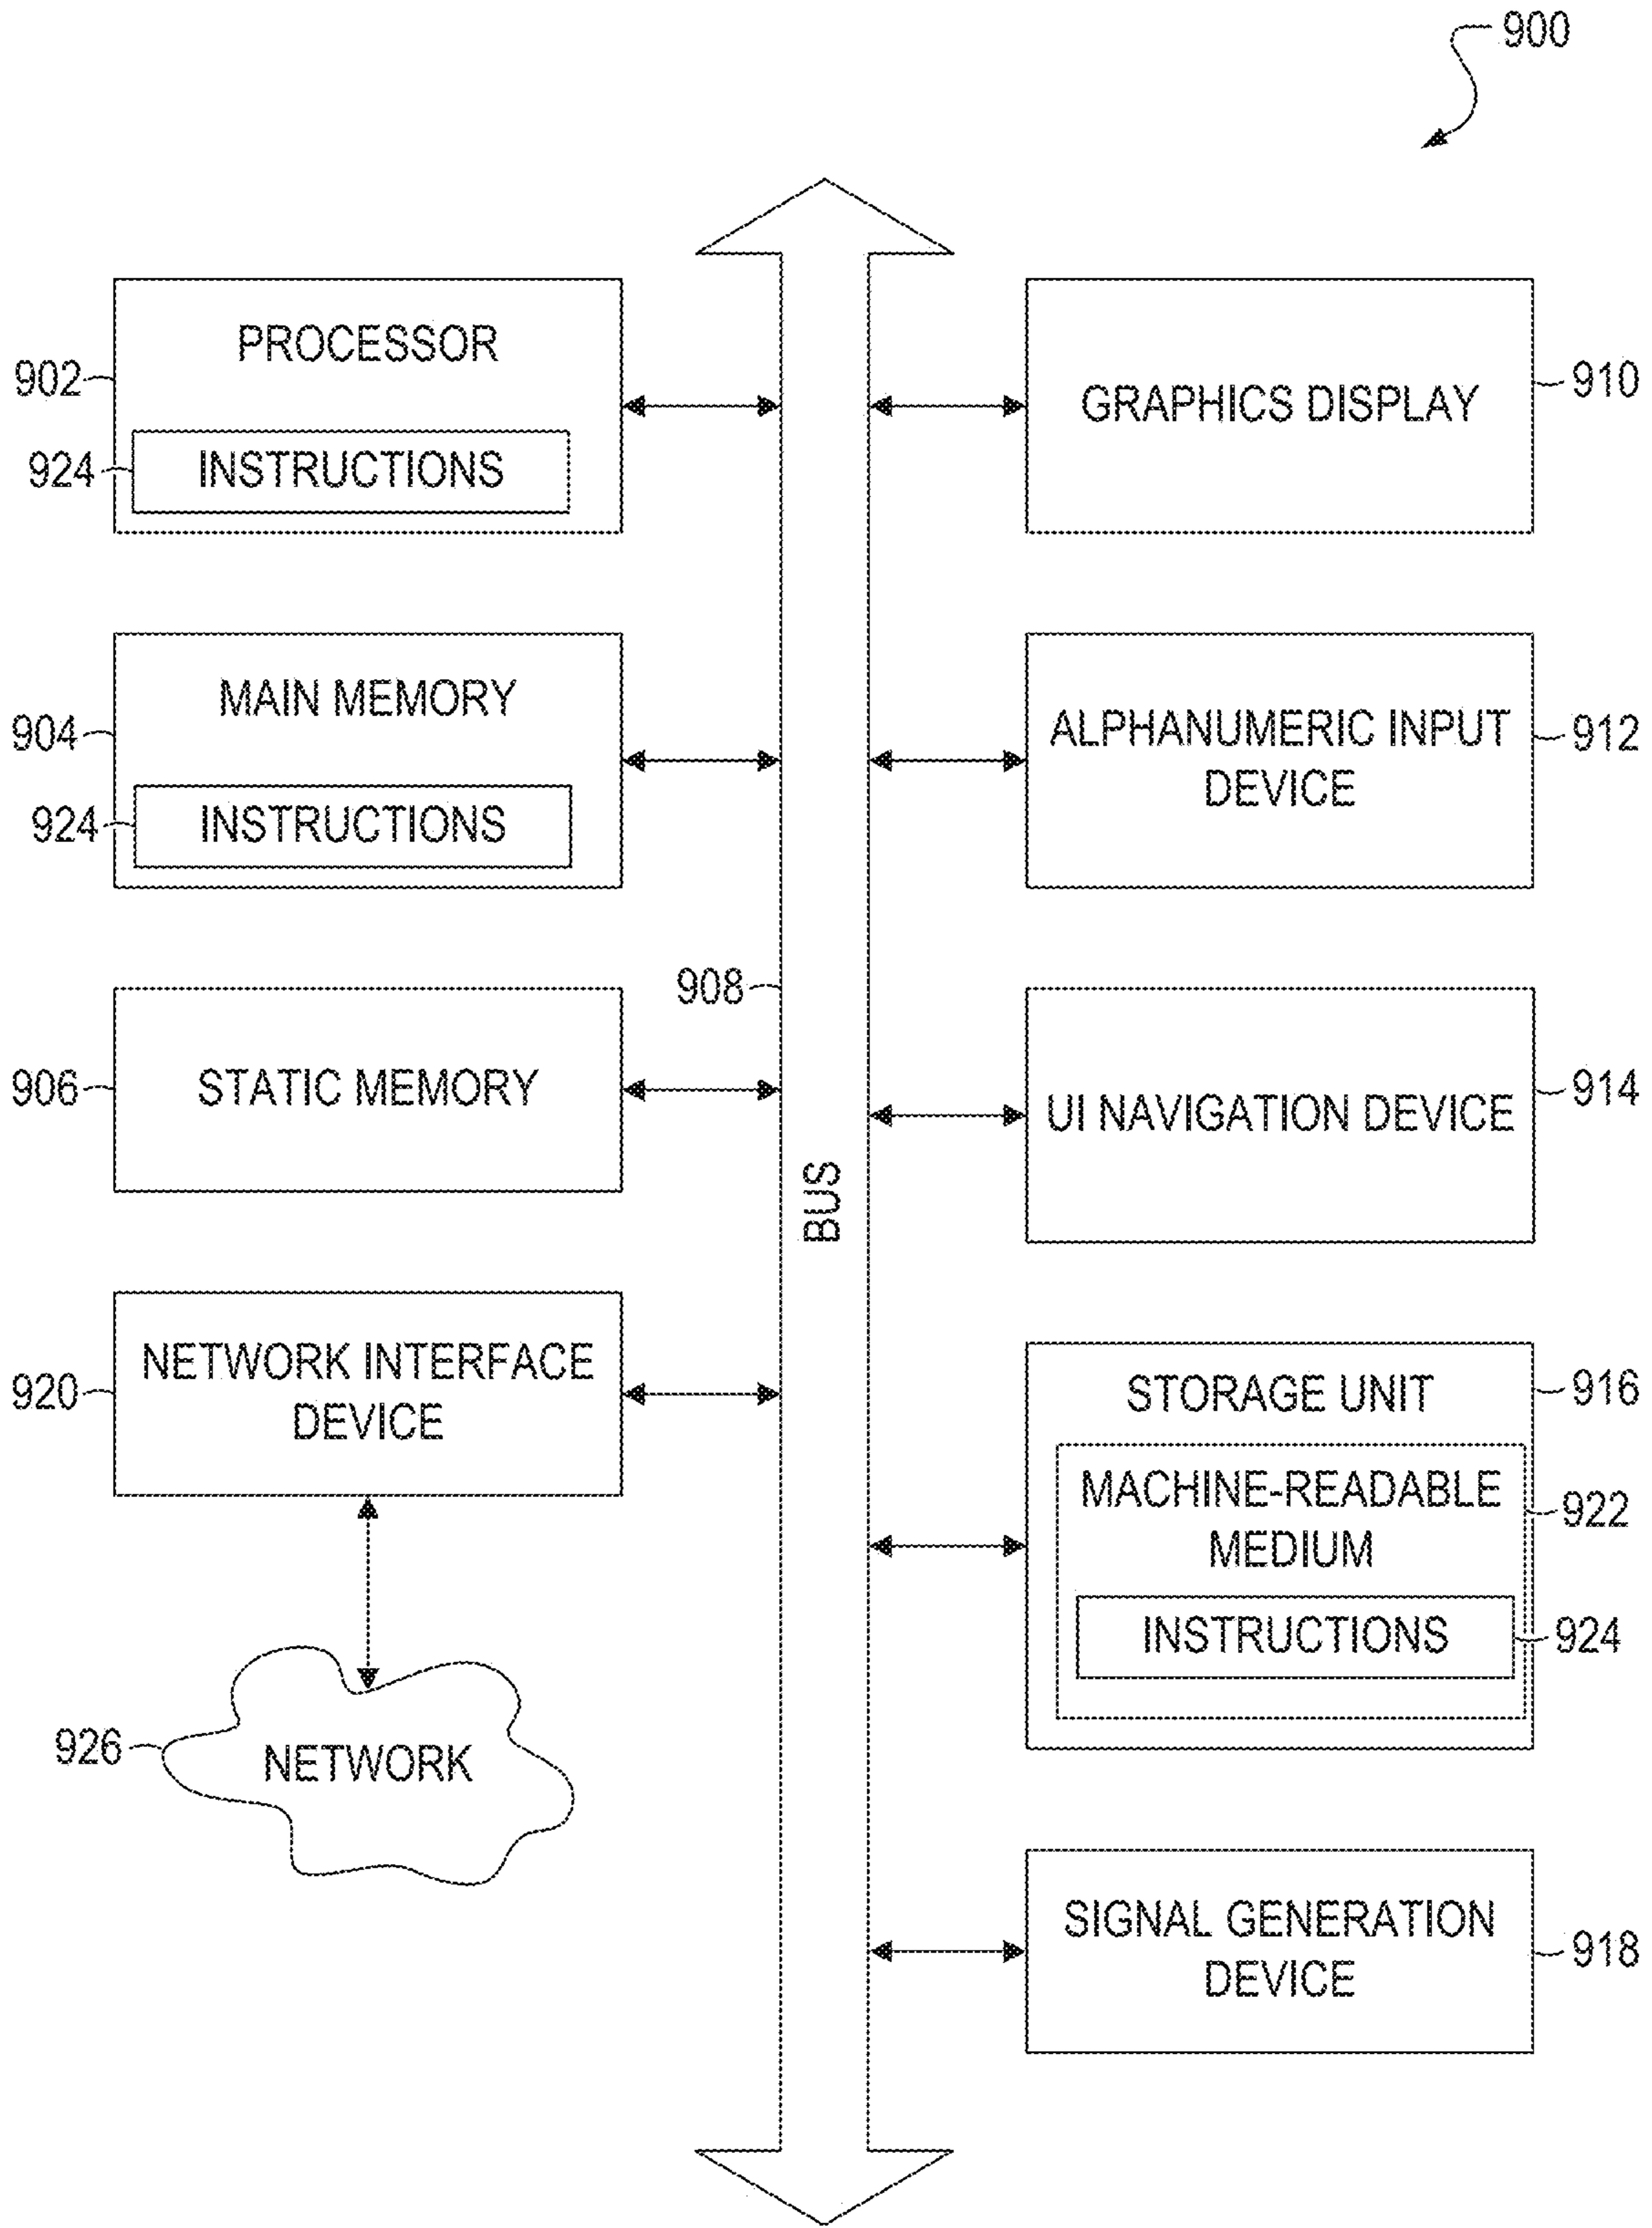 900
PROCESSOR
902
924
INSTRUCTIONS
MAIN MEMORY
904
924
INSTRUCTIONS
908
906
STATIC MEMORY
BUS
NETWORK INTERFACE
DEVICE
920
926
NETWORK
GRAPHICS DISPLAY
910
ALPHANUMERIC INPUT
DEVICE
912
UI NAVIGATION DEVICE
914
STORAGE UNIT
916
MACHINE-READABLE
MEDIUM
922
INSTRUCTIONS
924
SIGNAL GENERATION
DEVICE
918